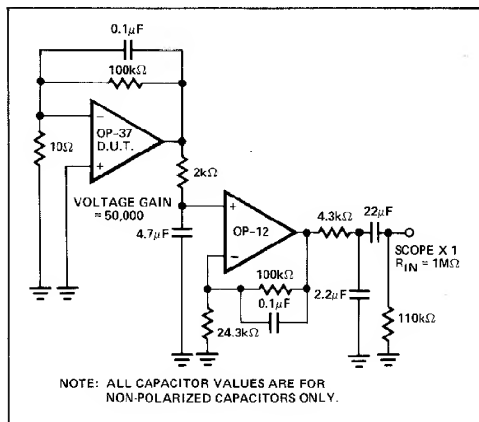 0.1μF
100kΩ
−
OP-37
D.U.T.
+
10Ω
2kΩ
VOLTAGE GAIN
= 50,000
4.7μF
+
OP-12
−
4.3kΩ
22μF
SCOPE X 1
RIN = 1MΩ
100kΩ
0.1μF
2.2μF
24.3kΩ
110kΩ
NOTE: ALL CAPACITOR VALUES ARE FOR
NON-POLARIZED CAPACITORS ONLY.